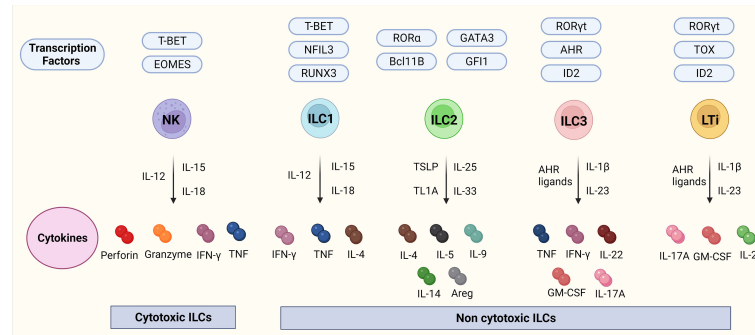 Transcription
Factors
T-BET
EOMES
T-BET
NFIL3
RUNX3
RORα
GATA3
Bcl11B
GFI1
RORγt
AHR
ID2
RORγt
TOX
ID2
NK
ILC1
ILC2
ILC3
LTi
IL-12
IL-15
IL-18
IL-12
IL-15
IL-18
TSLP
IL-25
TL1A
IL-33
AHR
ligands
IL-1β
IL-23
AHR
ligands
IL-1β
IL-23
Cytokines
Perforin
Granzyme
IFN-γ
TNF
IFN-γ
TNF
IL-4
IL-4
IL-5
IL-9
IL-14
Areg
TNF
IFN-γ
IL-22
GM-CSF
IL-17A
IL-17A
GM-CSF
IL-2
Cytotoxic ILCs
Non cytotoxic ILCs